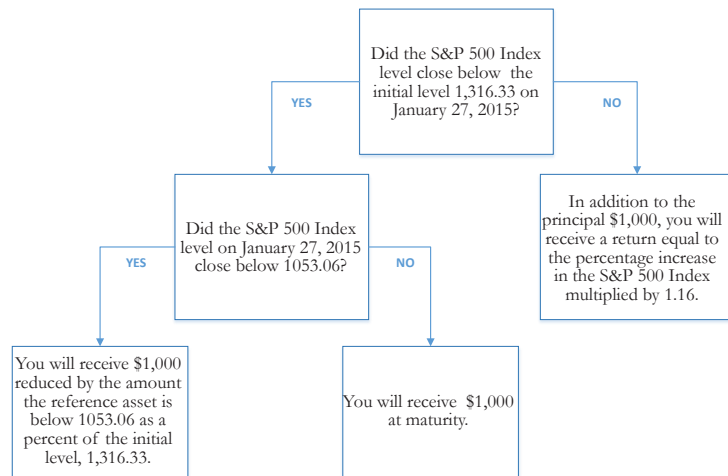 Did the S&P 500 Index
level close below the
initial level 1,316.33 on
January 27, 2015?
YES
NO
Did the S&P 500 Index
level on January 27, 2015
close below 1053.06?
In addition to the
principal $1,000, you will
receive a return equal to
the percentage increase
in the S&P 500 Index
multiplied by 1.16.
YES
NO
You will receive $1,000
reduced by the amount
the reference asset is
below 1053.06 as a
percent of the initial
level, 1,316.33.
You will receive $1,000
at maturity.